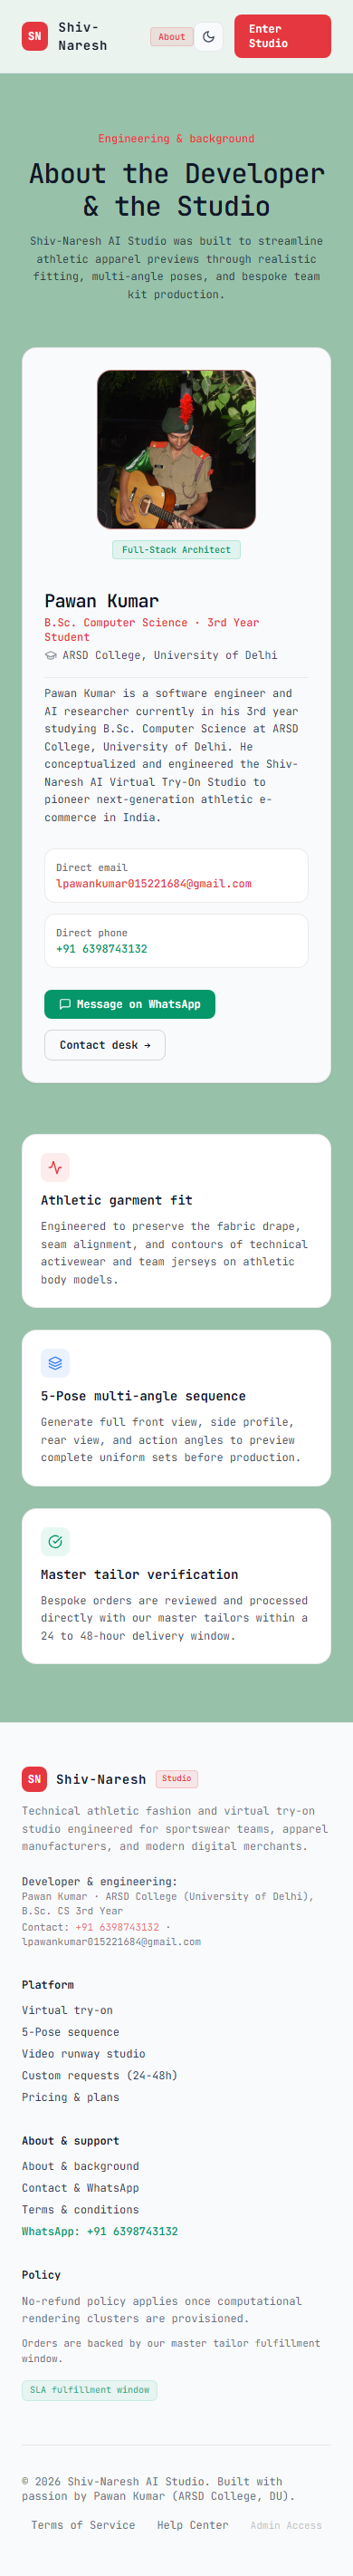 SN
Shiv-
Naresh
About
Enter
Studio
Engineering & background
About the Developer
& the Studio
Shiv-Naresh AI Studio was built to streamline
athletic apparel previews through realistic
fitting, multi-angle poses, and bespoke team
kit production.
Full-Stack Architect
Pawan Kumar
B.Sc. Computer Science · 3rd Year
Student
ARSD College, University of Delhi
Pawan Kumar is a software engineer and
AI researcher currently in his 3rd year
studying B.Sc. Computer Science at ARSD
College, University of Delhi. He
conceptualized and engineered the Shiv-
Naresh AI Virtual Try-On Studio to
pioneer next-generation athletic e-
commerce in India.
Direct email
lpawankumar015221684@gmail.com
Direct phone
+91 6398743132
Message on WhatsApp
Contact desk →
Athletic garment fit
Engineered to preserve the fabric drape,
seam alignment, and contours of technical
activewear and team jerseys on athletic
body models.
5-Pose multi-angle sequence
Generate full front view, side profile,
rear view, and action angles to preview
complete uniform sets before production.
Master tailor verification
Bespoke orders are reviewed and processed
directly with our master tailors within a
24 to 48-hour delivery window.
SN Shiv-Naresh Studio
Technical athletic fashion and virtual try-on
studio engineered for sportswear teams, apparel
manufacturers, and modern digital merchants.
Developer & engineering:
Pawan Kumar · ARSD College (University of Delhi),
B.Sc. CS 3rd Year
Contact: +91 6398743132 ·
lpawankumar015221684@gmail.com
Platform
Virtual try-on
5-Pose sequence
Video runway studio
Custom requests (24-48h)
Pricing & plans
About & support
About & background
Contact & WhatsApp
Terms & conditions
WhatsApp: +91 6398743132
Policy
No-refund policy applies once computational
rendering clusters are provisioned.
Orders are backed by our master tailor fulfillment
window.
SLA fulfillment window
© 2026 Shiv-Naresh AI Studio. Built with
passion by Pawan Kumar (ARSD College, DU).
Terms of Service Help Center Admin Access